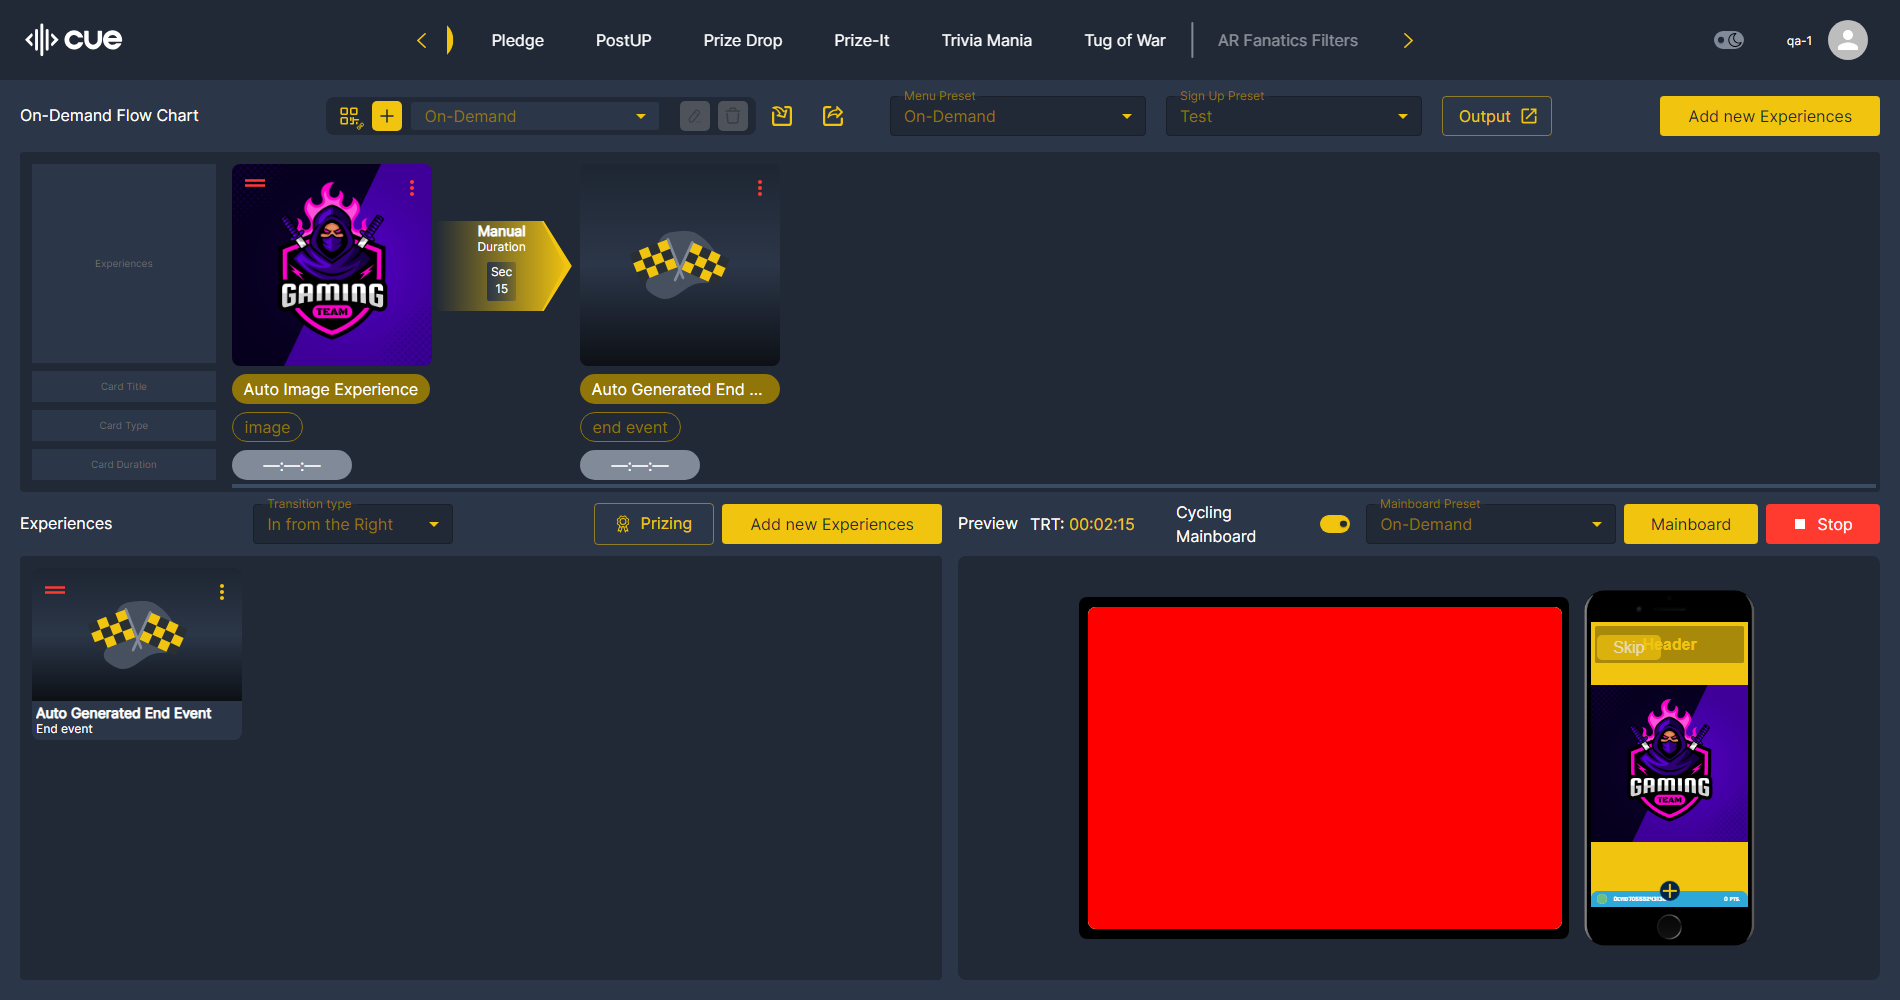 cue
Pledge
PostUP
Prize Drop
Prize-It
Trivia Mania
Tug of War
AR Fanatics Filters
qa-1
On-Demand Flow Chart
On-Demand
Menu Preset
On-Demand
Sign Up Preset
Test
Output
Add new Experiences
Experiences
Card Title
Card Type
Card Duration
GAMING
TEAM
Auto Image Experience
image
—:—:—
Manual
Duration
Sec
15
Auto Generated End ...
end event
—:—:—
Experiences
Transition type
In from the Right
Prizing
Add new Experiences
Auto Generated End Event
End event
Preview
TRT: 00:02:15
Cycling
Mainboard
Mainboard Preset
On-Demand
Mainboard
Stop
Skip
Header
GAMING
TEAM
0 PTS.